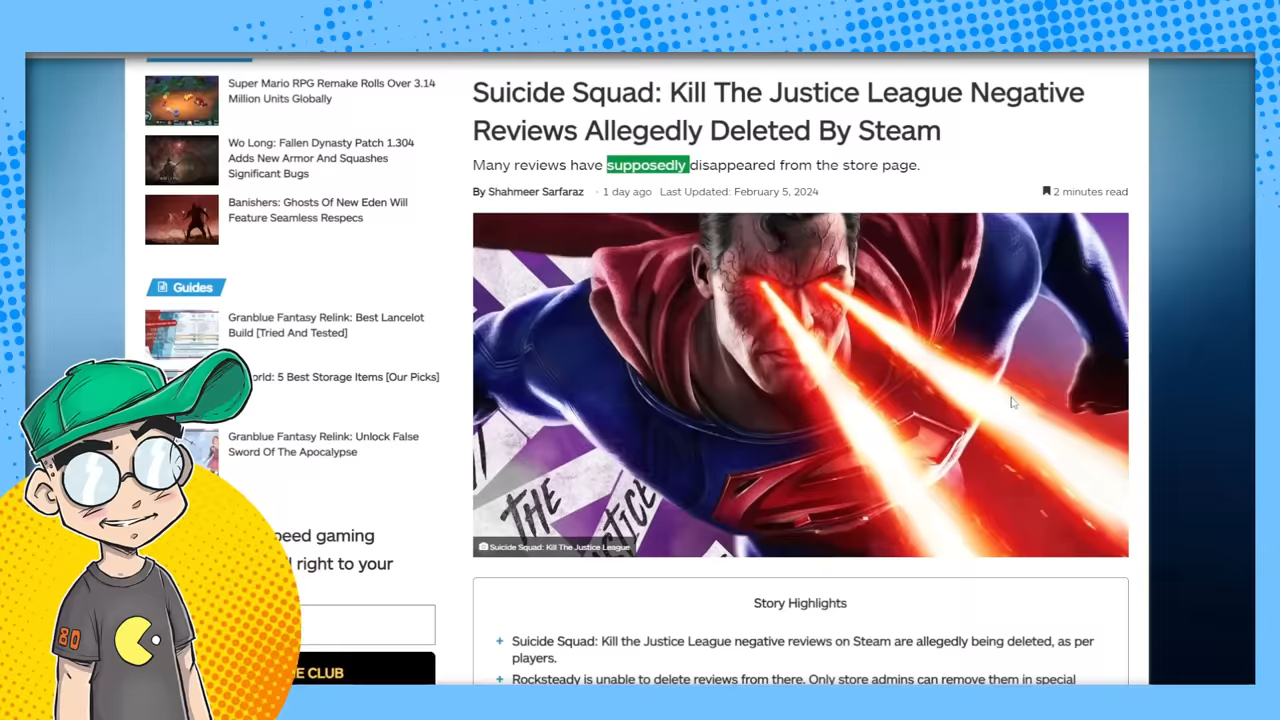 Super Mario RPG Remake Rolls Over 3.14
Million Units Globally
Wo Long: Fallen Dynasty Patch 1.304
Adds New Armor And Squashes
Significant Bugs
Banishers: Ghosts Of New Eden Will
Feature Seamless Respecs
Guides
Granblue Fantasy Relink: Best Lancelot
Build [Tried And Tested]
orld: 5 Best Storage Items [Our Picks]
Granblue Fantasy Relink: Unlock False
Sword Of The Apocalypse
peed gaming
right to your
E CLUB
80
Suicide Squad: Kill The Justice League Negative
Reviews Allegedly Deleted By Steam
Many reviews have supposedly disappeared from the store page.
By Shahmeer Sarfaraz · 1 day ago Last Updated: February 5, 2024
2 minutes read
THE
JUSTICE
Suicide Squad: Kill The Justice League
Story Highlights
+ Suicide Squad: Kill the Justice League negative reviews on Steam are allegedly being deleted, as per
players.
+ Rocksteady is unable to delete reviews from there. Only store admins can remove them in special